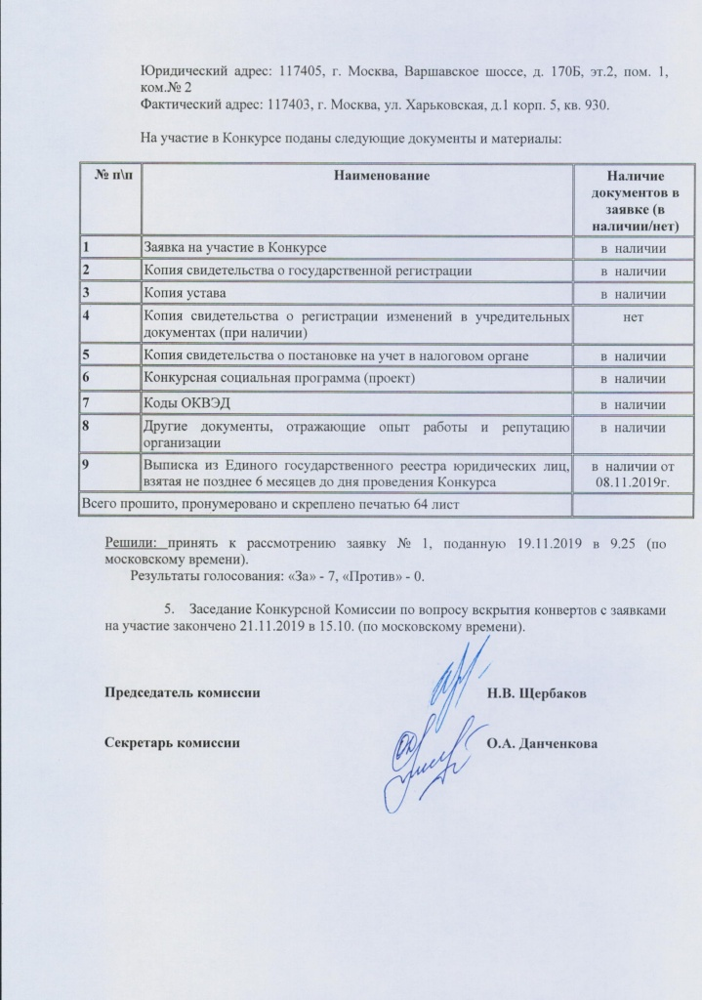 Юридический адрес: 117405, г. Москва, Варшавское шоссе, д. 170Б, эт.2, пом. 1,
ком.№ 2
Фактический адрес: 117403, г. Москва, ул. Харьковская, д.1 корп. 5, кв. 930.
На участие в Конкурсе поданы следующие документы и материалы:
№ п\п Наименование Наличие
документов в
заявке (в
наличии/нет)
1 Заявка на участие в Конкурсе в наличии
2 Копия свидетельства о государственной регистрации в наличии
3 Копия устава в наличии
4 Копия свидетельства о регистрации изменений в учредительных нет
документах (при наличии)
5 Копия свидетельства о постановке на учет в налоговом органе в наличии
6 Конкурсная социальная программа (проект) в наличии
7 Коды ОКВЭД в наличии
8 Другие документы, отражающие опыт работы и репутацию в наличии
организации
9 Выписка из Единого государственного реестра юридических лиц, в наличии от
взятая не позднее 6 месяцев до дня проведения Конкурса 08.11.2019г.
Всего прошито, пронумеровано и скреплено печатью 64 лист
Решили: принять к рассмотрению заявку № 1, поданную 19.11.2019 в 9.25 (по
московскому времени).
Результаты голосования: «За» - 7, «Против» - 0.
5. Заседание Конкурсной Комиссии по вопросу вскрытия конвертов с заявками
на участие закончено 21.11.2019 в 15.10. (по московскому времени).
Председатель комиссии Н.В. Щербаков
Секретарь комиссии О.А. Данченкова